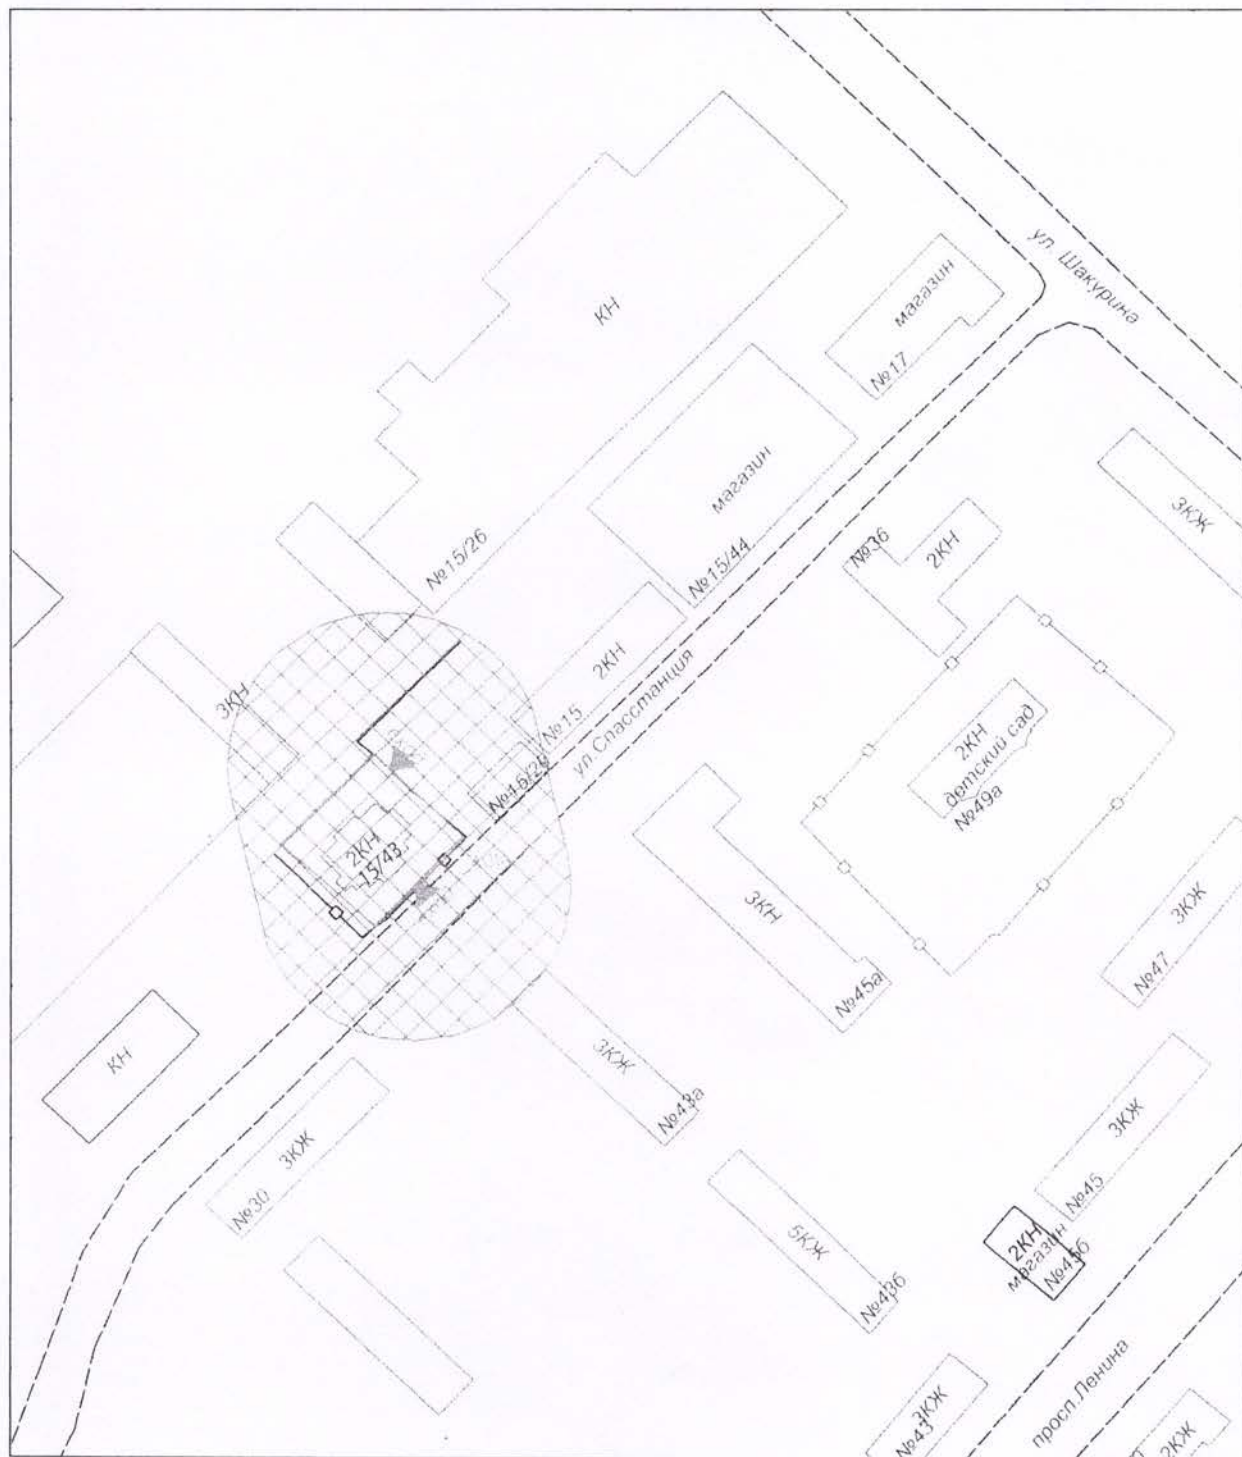 ул. Шакурина
магазин
№17
КН
магазин
№15/44
№15/26
3КЖ
№36
2КН
3КН
2КН
№15
ул.Спасстанция
2КН
детский сад
№49а
2КН
15/43
3КН
№45а
3КЖ
№47
КН
3КЖ
№43а
3КЖ
№30
3КЖ
№45
5КЖ
№43б
2КН
магазин
№45б
3КЖ
№43
просп.Ленина
2КЖ